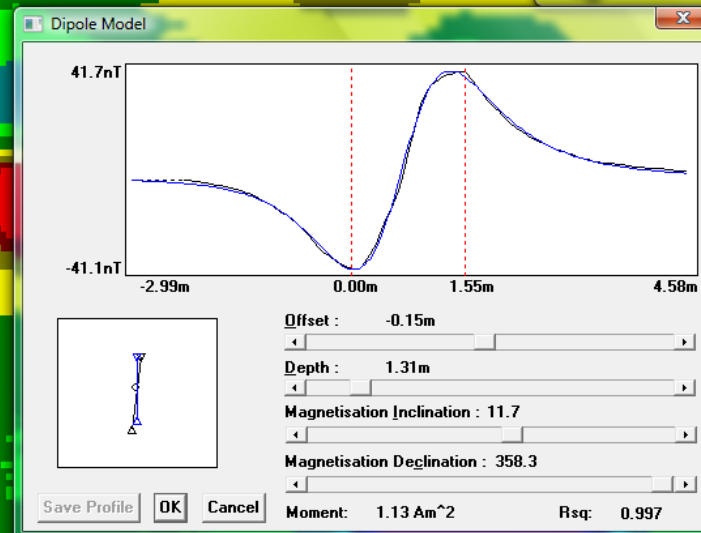 Dipole Model
41.7nT
-41.1nT
-2.99m 0.00m 1.55m 4.58m
Offset : -0.15m
Depth : 1.31m
Magnetisation Inclination : 11.7
Magnetisation Declination : 358.3
Save Profile OK Cancel Moment: 1.13 Am^2 Rsq: 0.997